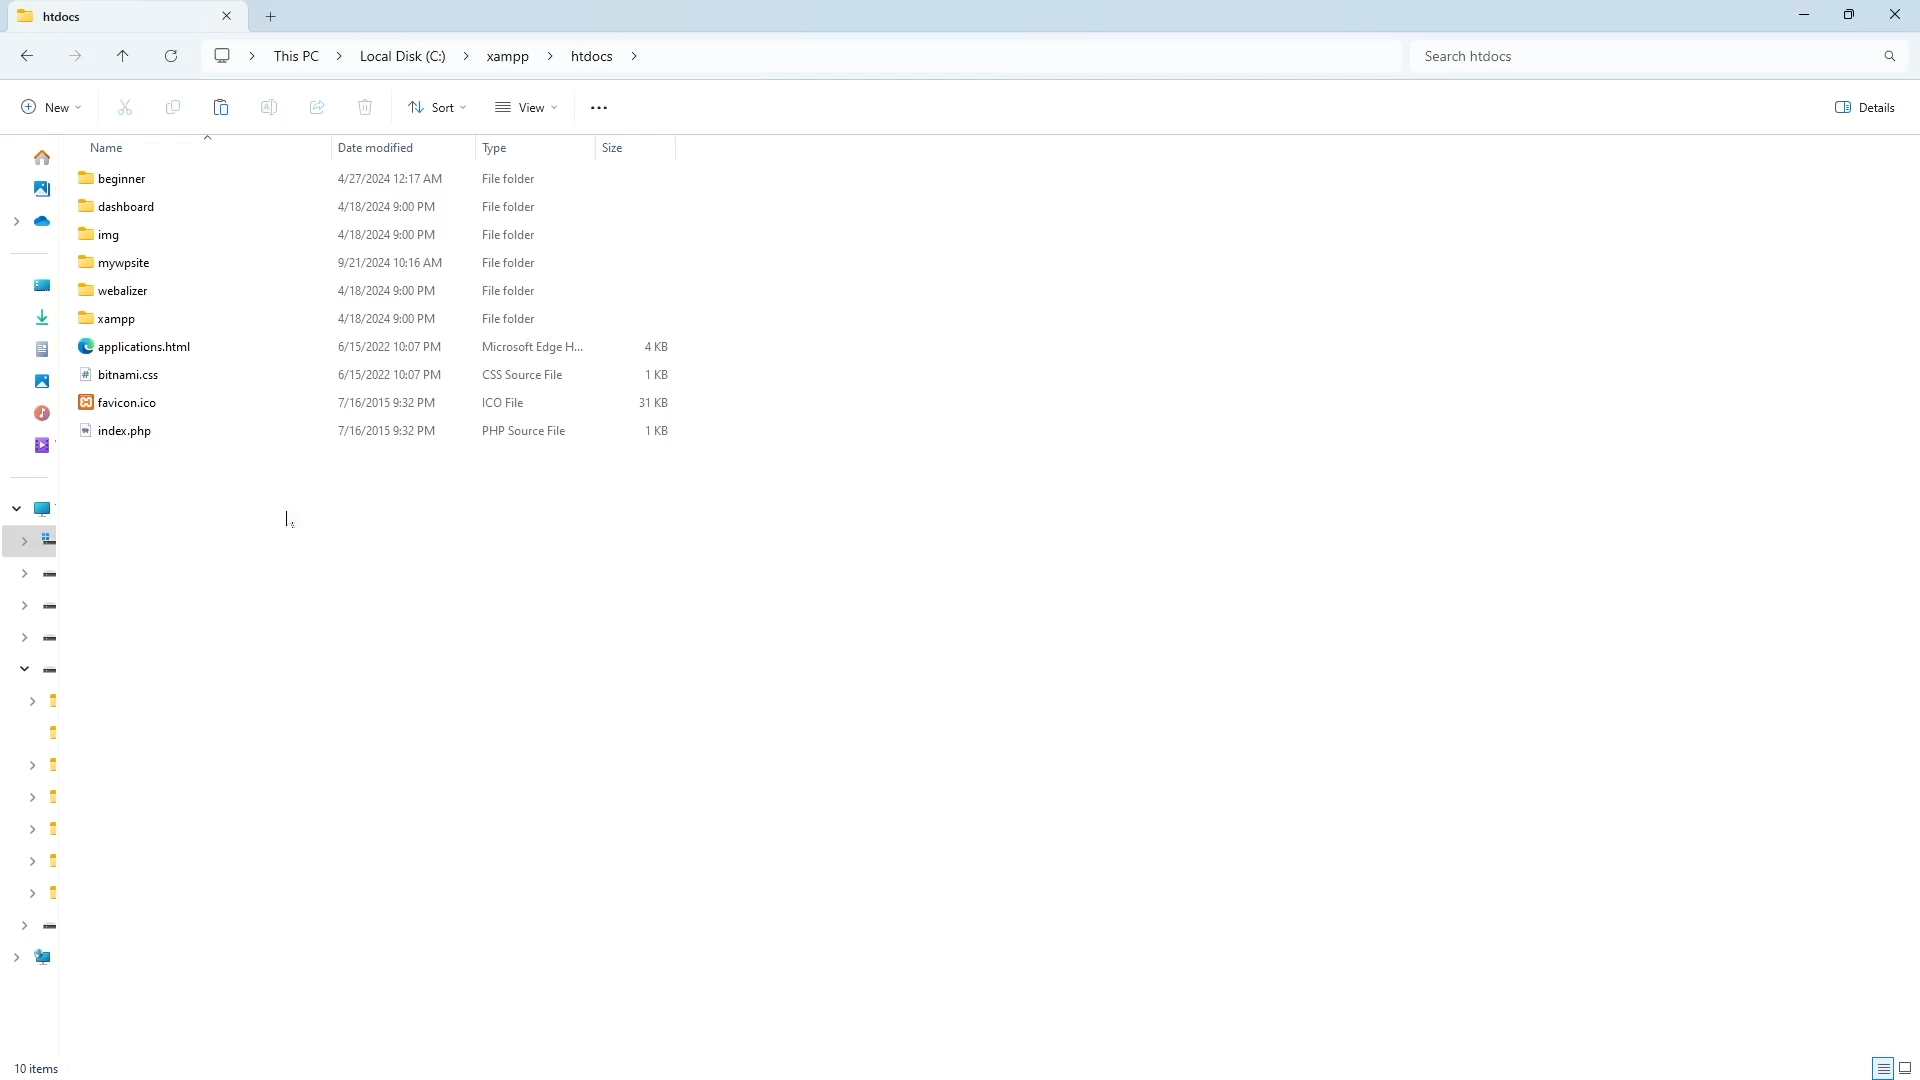 htdocs
This PC > Local Disk (C:) > xampp > htdocs >
Search htdocs
New
Sort
View
Details
Name Date modified Type Size
beginner 4/27/2024 12:17 AM File folder
dashboard 4/18/2024 9:00 PM File folder
img 4/18/2024 9:00 PM File folder
mywpsite 9/21/2024 10:16 AM File folder
webalizer 4/18/2024 9:00 PM File folder
xampp 4/18/2024 9:00 PM File folder
applications.html 6/15/2022 10:07 PM Microsoft Edge H... 4 KB
bitnami.css 6/15/2022 10:07 PM CSS Source File 1 KB
favicon.ico 7/16/2015 9:32 PM ICO File 31 KB
index.php 7/16/2015 9:32 PM PHP Source File 1 KB
10 items